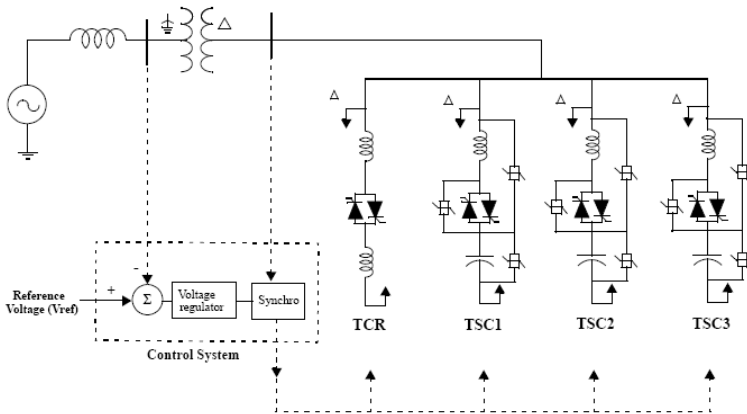 Δ
Δ
Δ
Δ
Δ
-
+
Reference
Voltage (Vref)
Σ
Voltage
regulator
Synchro
Control System
TCR
TSC1
TSC2
TSC3